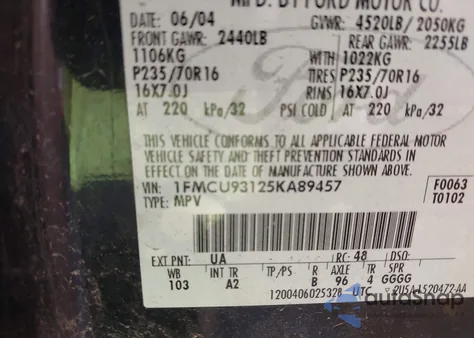 MFD. BY FORD MOTOR CO.
DATE: 06/04 GVWR: 4520LB/ 2050KG
FRONT GAWR: 2440LB REAR GAWR: 2255LB
1106KG WITH 1022KG
P235/70R16 TIRES P235/70R16
16X7.0J RIMS 16X7.0J
AT 220 kPa/32 PSI COLD AT 220 kPa/32
THIS VEHICLE CONFORMS TO ALL APPLICABLE FEDERAL MOTOR
VEHICLE SAFETY AND THEFT PREVENTION STANDARDS IN
EFFECT ON THE DATE OF MANUFACTURE SHOWN ABOVE.
VIN: 1FMCU93125KA89457 F0063
TYPE: MPV T0102
EXT PNT: UA RC: 48 DSO:
WB INT TR TP/PS R AXLE TR SPR
103 A2 B 96 4 GGGG
1200406025328 UTC
Ford
autosnap